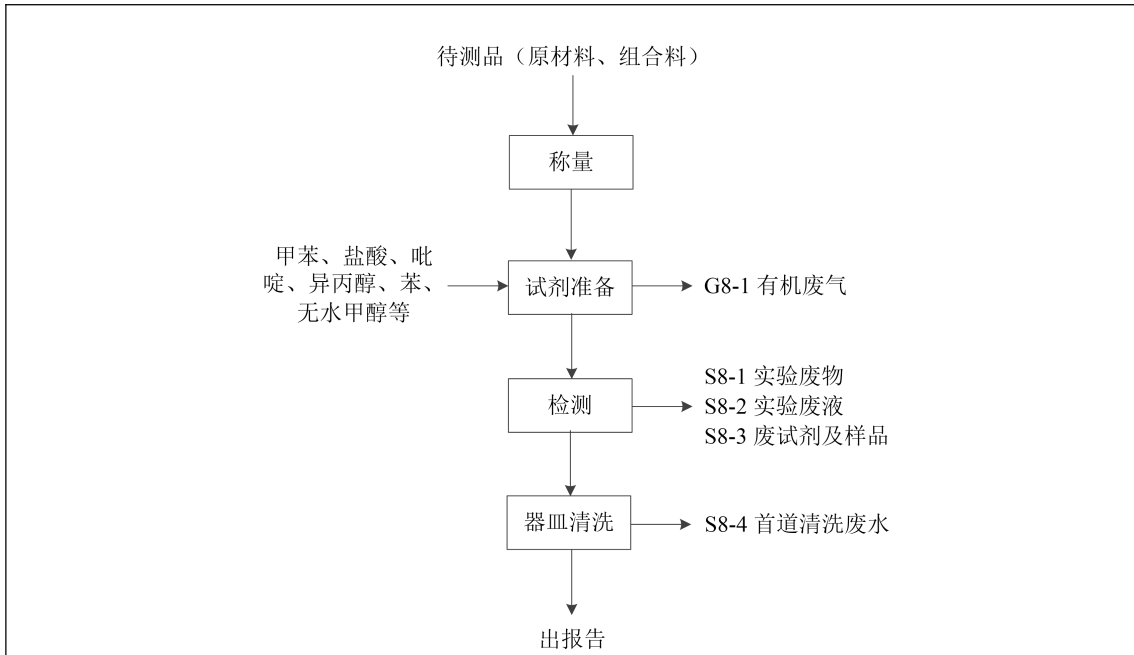 待测品（原材料、组合料）
称量
甲苯、盐酸、吡
啶、异丙醇、苯、
无水甲醇等
试剂准备
G8-1 有机废气
检测
S8-1 实验废物
S8-2 实验废液
S8-3 废试剂及样品
器皿清洗
S8-4 首道清洗废水
出报告